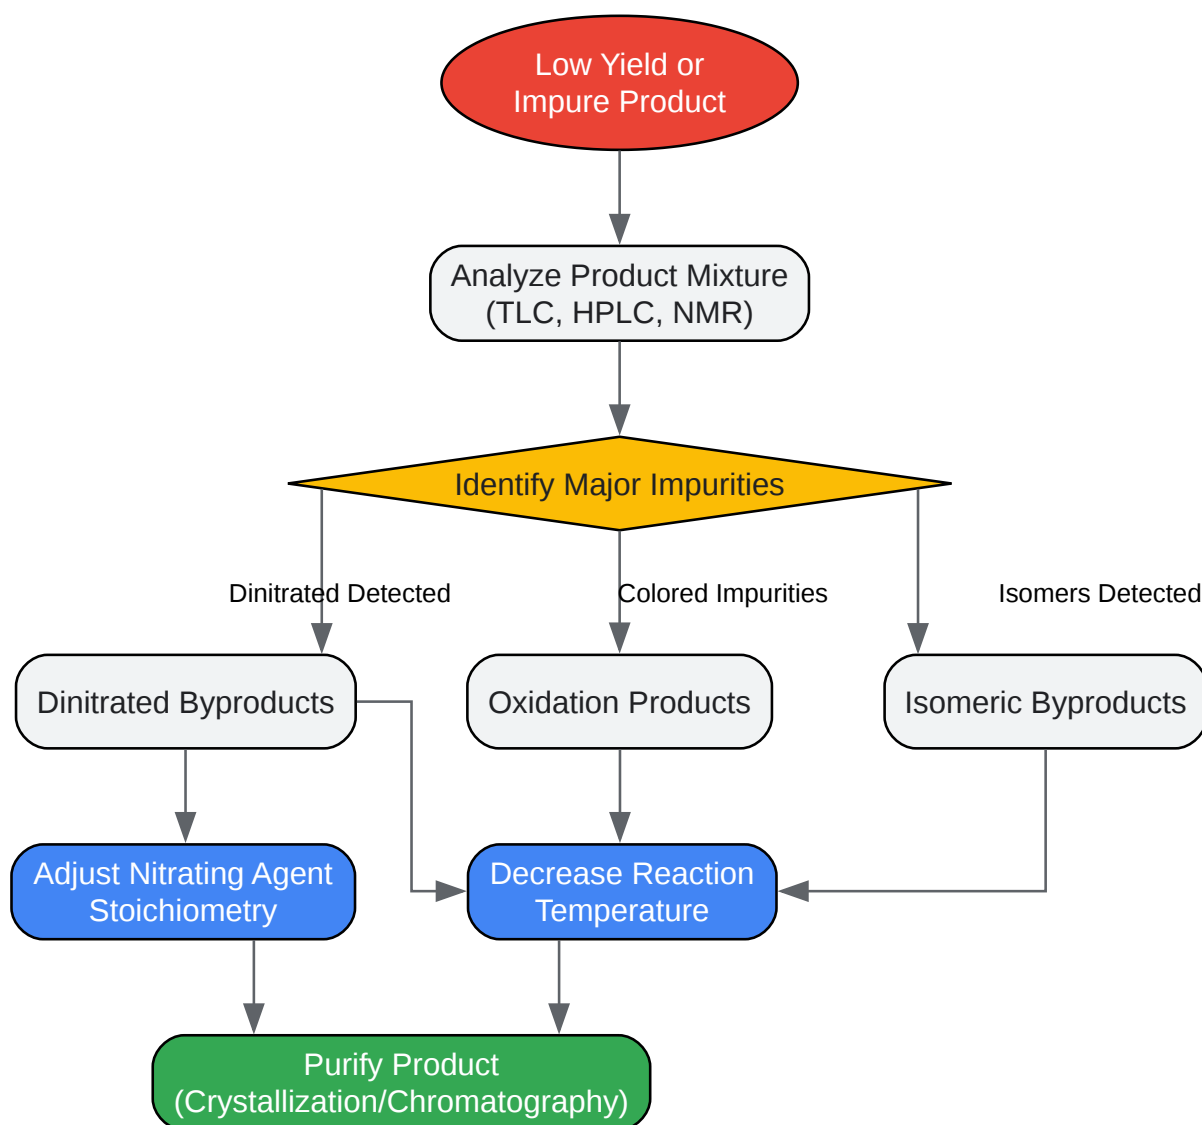 Low Yield or
Impure Product
Analyze Product Mixture
(TLC, HPLC, NMR)
Identify Major Impurities
Dinitrated Detected
Colored Impurities
Isomers Detected
Dinitrated Byproducts
Oxidation Products
Isomeric Byproducts
Adjust Nitrating Agent
Stoichiometry
Decrease Reaction
Temperature
Purify Product
(Crystallization/Chromatography)